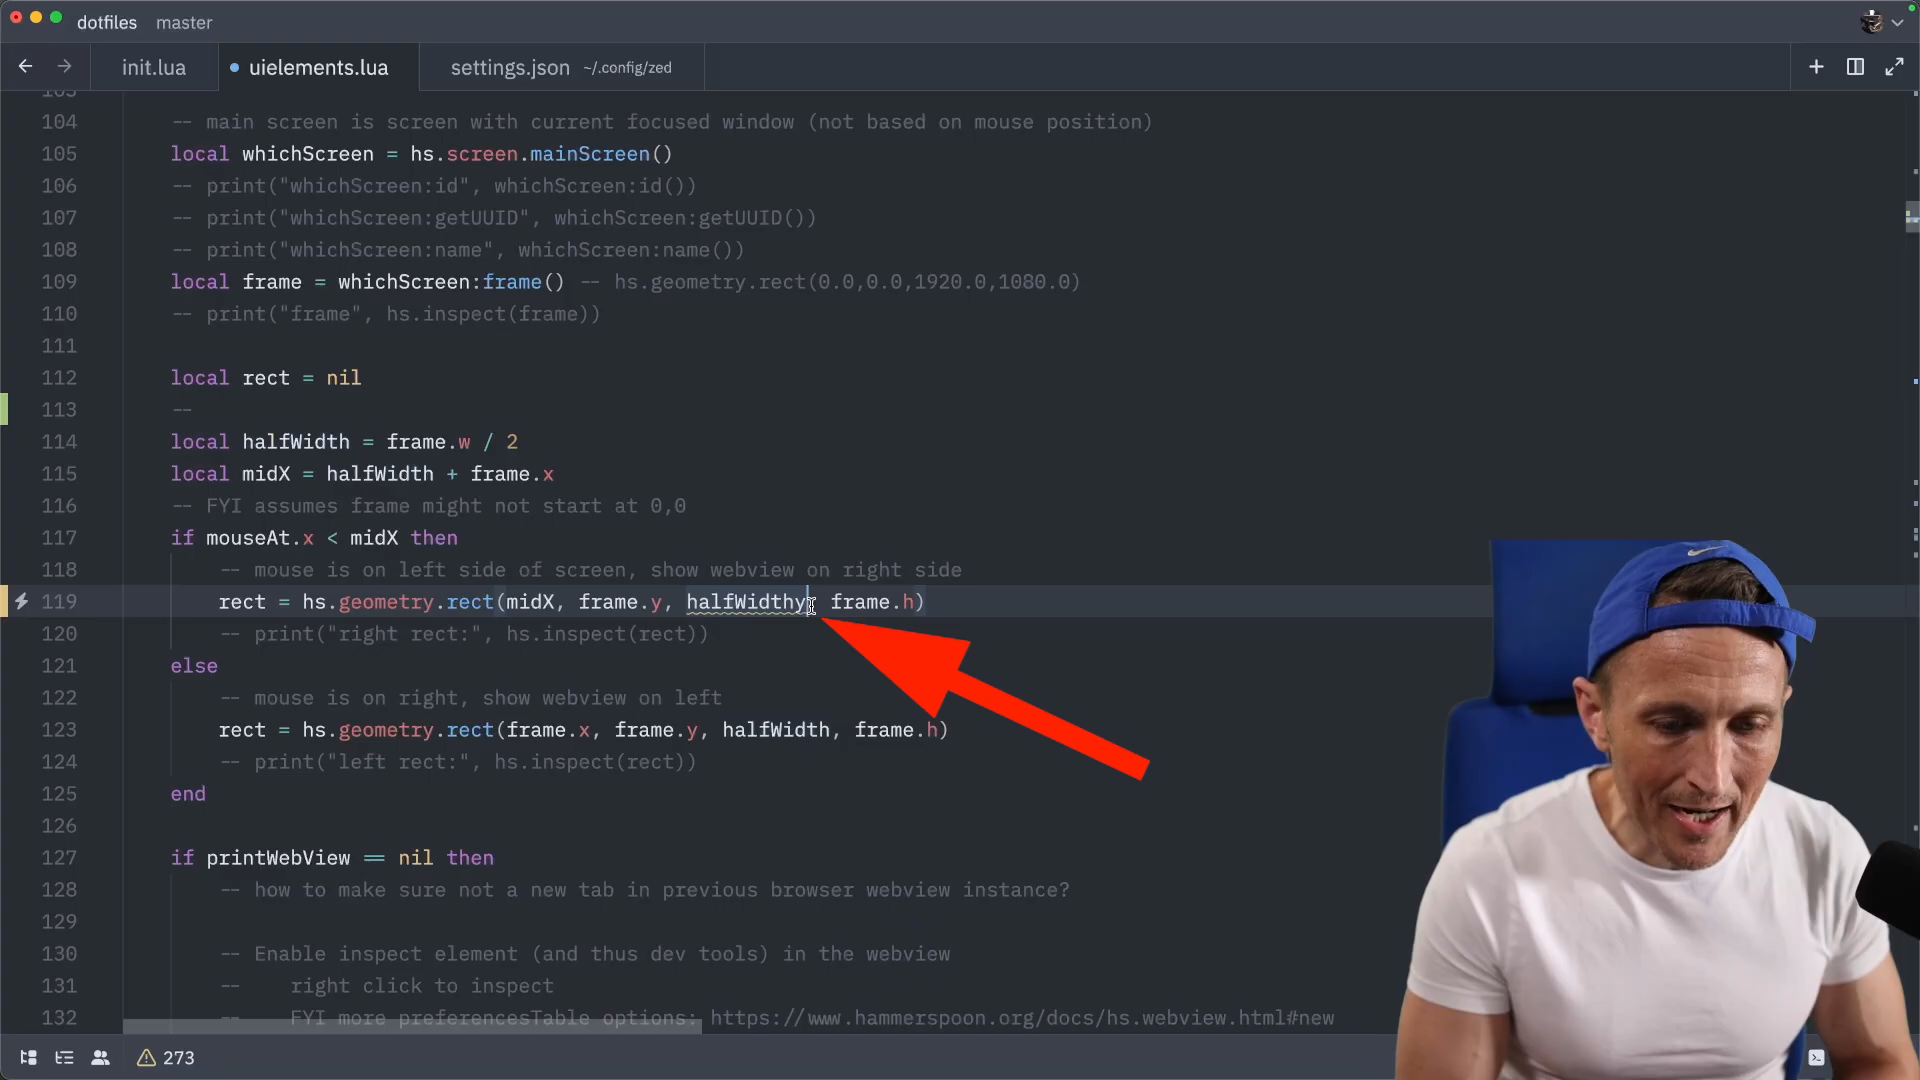 dotfiles master
init.lua uielements.lua settings.json ~/.config/zed
104 -- main screen is screen with current focused window (not based on mouse position)
105 local whichScreen = hs.screen.mainScreen()
106 -- print("whichScreen:id", whichScreen:id())
107 -- print("whichScreen:getUUID", whichScreen:getUUID())
108 -- print("whichScreen:name", whichScreen:name())
109 local frame = whichScreen:frame() -- hs.geometry.rect(0.0,0.0,1920.0,1080.0)
110 -- print("frame", hs.inspect(frame))
111
112 local rect = nil
113 --
114 local halfWidth = frame.w / 2
115 local midX = halfWidth + frame.x
116 -- FYI assumes frame might not start at 0,0
117 if mouseAt.x < midX then
118 -- mouse is on left side of screen, show webview on right side
119 rect = hs.geometry.rect(midX, frame.y, halfWidthy frame.h)
120 -- print("right rect:", hs.inspect(rect))
121 else
122 -- mouse is on right, show webview on left
123 rect = hs.geometry.rect(frame.x, frame.y, halfWidth, frame.h)
124 -- print("left rect:", hs.inspect(rect))
125 end
126
127 if printWebView == nil then
128 -- how to make sure not a new tab in previous browser webview instance?
129
130 -- Enable inspect element (and thus dev tools) in the webview
131 -- right click to inspect
132 -- FYI more preferencesTable options: https://www.hammerspoon.org/docs/hs.webview.html#new
273